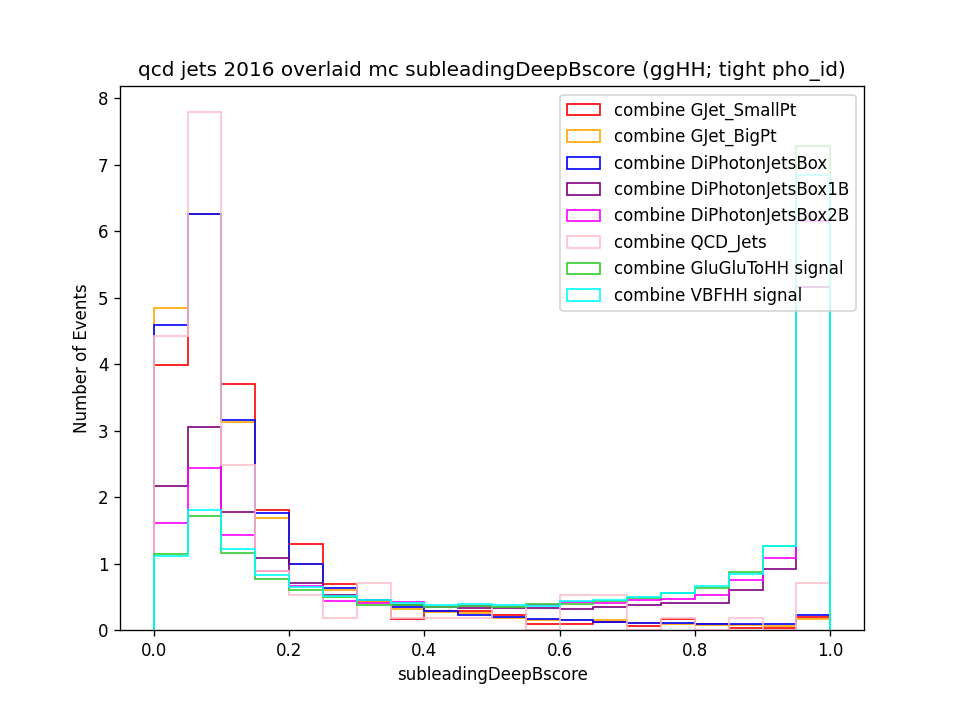 qcd jets 2016 overlaid mc subleadingDeepBscore (ggHH; tight pho_id)
8
7
6
5
4
3
2
1
0
Number of Events
combine GJet_SmallPt
combine GJet_BigPt
combine DiPhotonJetsBox
combine DiPhotonJetsBox1B
combine DiPhotonJetsBox2B
combine QCD_Jets
combine GluGluToHH signal
combine VBFHH signal
0.0 0.2 0.4 0.6 0.8 1.0
subleadingDeepBscore